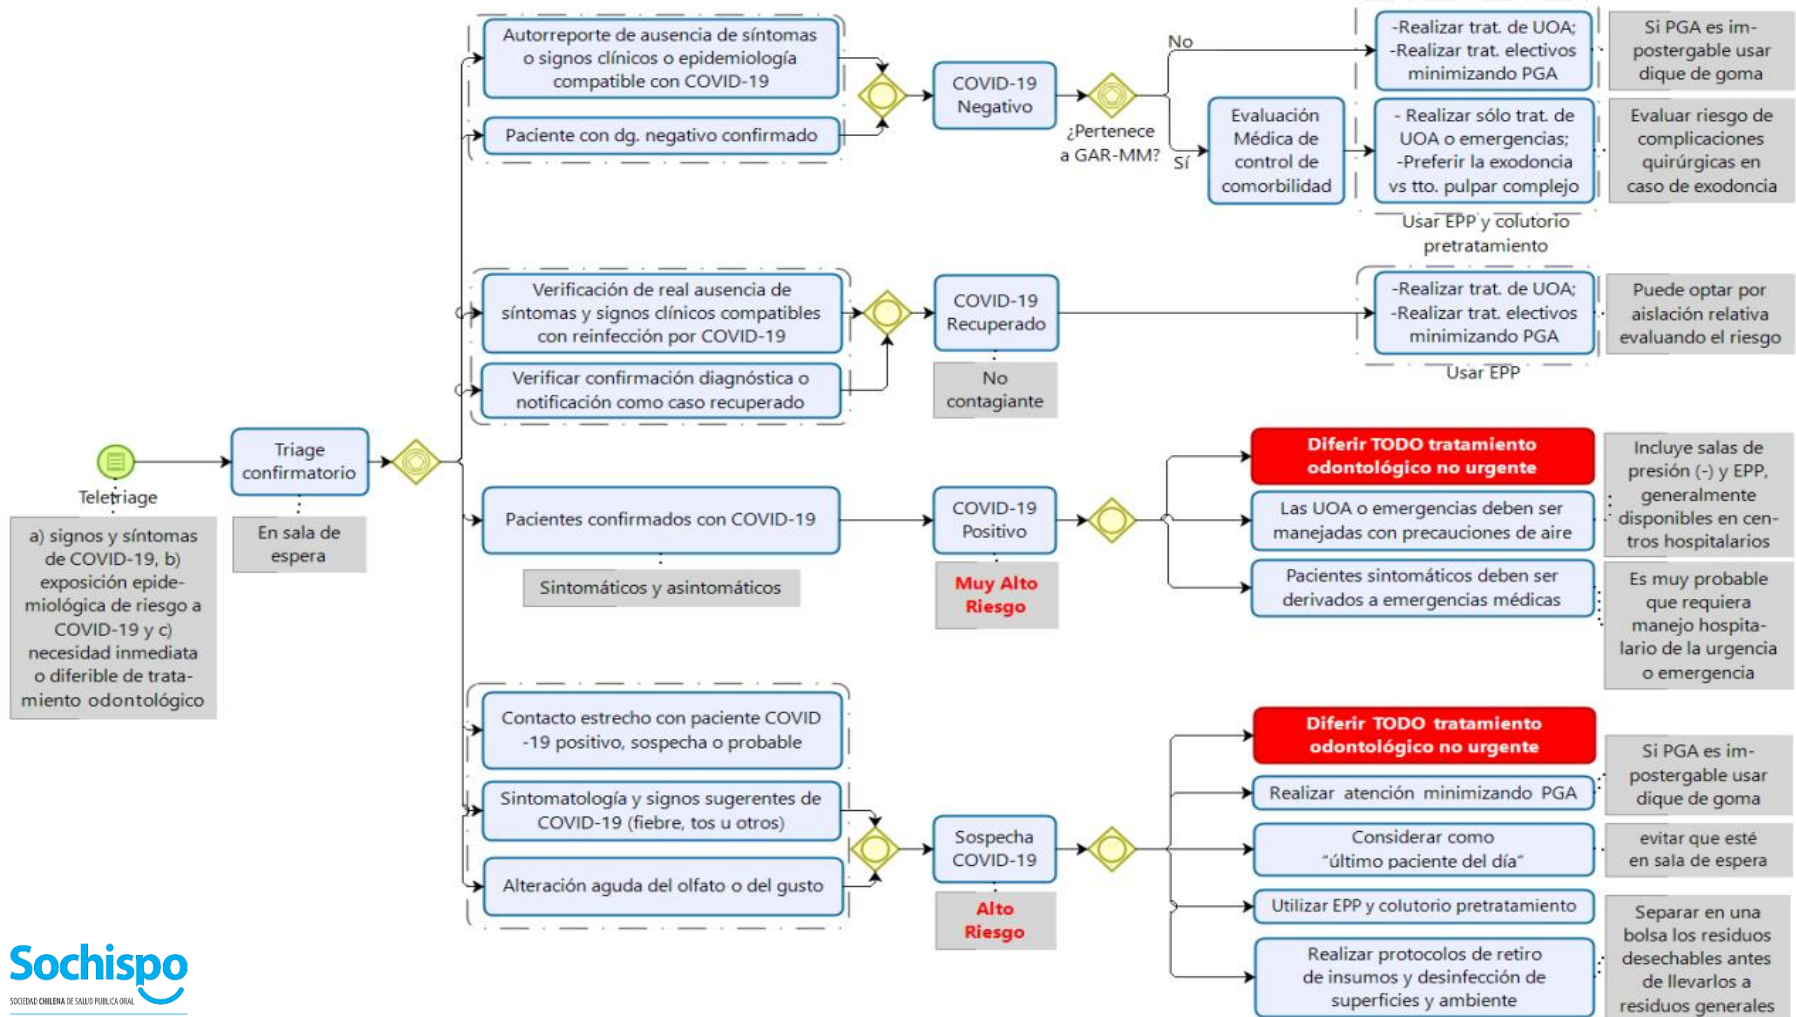 Autorreporte de ausencia de síntomas
o signos clínicos o epidemiología
compatible con COVID-19
Paciente con dg. negativo confirmado
COVID-19
Negativo
¿Pertenece
a GAR-MM?
No
Sí
Evaluación
Médica de
control de
comorbilidad
-Realizar trat. de UOA;
-Realizar trat. electivos
minimizando PGA
Si PGA es im-
postergable usar
dique de goma
- Realizar sólo trat. de
UOA o emergencias;
-Preferir la exodoncia
vs tto. pulpar complejo
Evaluar riesgo de
complicaciones
quirúrgicas en
caso de exodoncia
Usar EPP y colutorio
pretratamiento
Verificación de real ausencia de
síntomas y signos clínicos compatibles
con reinfección por COVID-19
Verificar confirmación diagnóstica o
notificación como caso recuperado
COVID-19
Recuperado
No
contagiante
-Realizar trat. de UOA;
-Realizar trat. electivos
minimizando PGA
Usar EPP
Puede optar por
aislación relativa
evaluando el riesgo
Teletriage
a) signos y síntomas
de COVID-19, b)
exposición epide-
miológica de riesgo a
COVID-19 y c)
necesidad inmediata
o diferible de trata-
miento odontológico
Triage
confirmatorio
En sala de
espera
Pacientes confirmados con COVID-19
Sintomáticos y asintomáticos
COVID-19
Positivo
Muy Alto
Riesgo
Diferir TODO tratamiento
odontológico no urgente
Las UOA o emergencias deben ser
manejadas con precauciones de aire
Pacientes sintomáticos deben ser
derivados a emergencias médicas
Incluye salas de
presión (-) y EPP,
generalmente
disponibles en cen-
tros hospitalarios
Es muy probable
que requiera
manejo hospita-
lario de la urgencia
o emergencia
Contacto estrecho con paciente COVID
-19 positivo, sospecha o probable
Sintomatología y signos sugerentes de
COVID-19 (fiebre, tos u otros)
Alteración aguda del olfato o del gusto
Sospecha
COVID-19
Alto
Riesgo
Diferir TODO tratamiento
odontológico no urgente
Realizar atención minimizando PGA
Si PGA es im-
postergable usar
dique de goma
Considerar como
“último paciente del día”
evitar que esté
en sala de espera
Utilizar EPP y colutorio pretratamiento
Realizar protocolos de retiro
de insumos y desinfección de
superficies y ambiente
Separar en una
bolsa los residuos
desechables antes
de llevarlos a
residuos generales
Sochispo
SOCIEDAD CHILENA DE SALUD PUBLICA ORAL